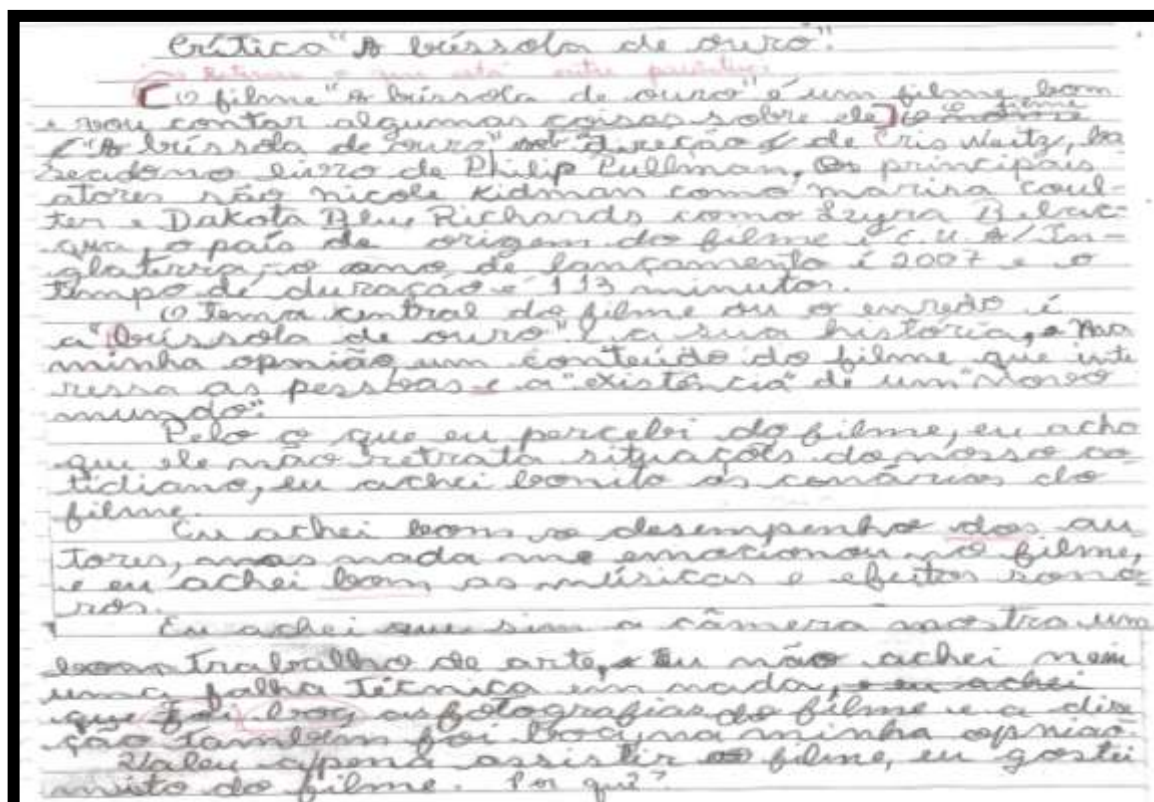 Crítica "A bússola de ouro".
Retirar o que está entre parêntesi
O filme "A bússola de ouro" é um filme bom
e vou contar algumas coisas sobre ele] O filme
"A bússola de ouro" sob direção de Cris Weitz, ba
seado no livro de Philip Pullman, Os principais
atores são Nicole Kidman como marisa coul-
ter e Dakota Blue Richards como Lyra Belac-
qua, o país de origem do filme é E.U.A/In-
glaterra, o ano de lançamento é 2007 e o
tempo de duração é 113 minutos.
O tema central do filme ou o enredo é
a "bússola de ouro" e a sua história, Na
minha opnião um conteúdo do filme que inte
ressa as pessoas e a "existência" de um "Novo
mundo".
Pelo o que eu percebi do filme, eu acho
que ele não retrata situações do nosso co
tidiano, eu achei bonito os cenários do
filme.
Eu achei bom o desempenho dos au
tores, mas nada me emocionou no filme,
e eu achei bom as músicas e efeitos sono
ros.
Eu achei que sim a câmera mostra um
bom trabalho de arte, Eu não achei nem
uma falha Técnica em nada, e eu achei
que Foi boa as fotografias do filme e a dire
ção também foi boa, na minha opnião.
Valeu apena assistir filme, eu gostei
muito do filme. Por quê?